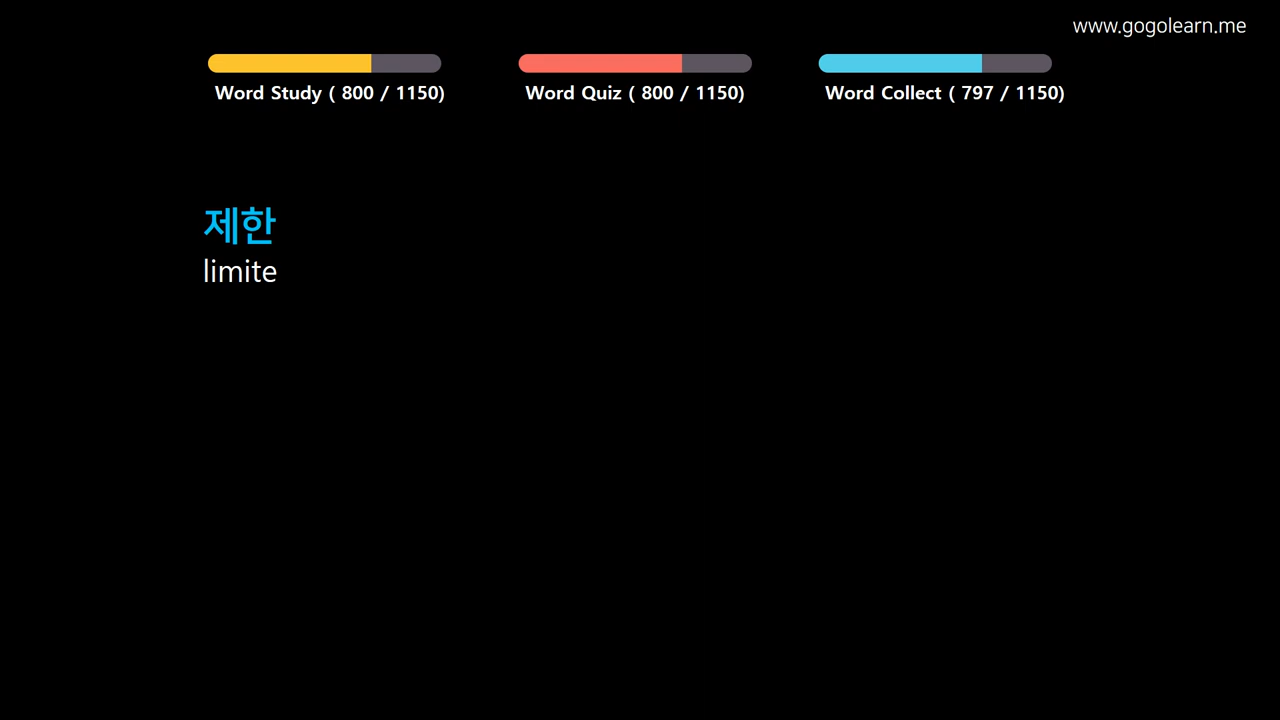 www.gogolearn.me
Word Study ( 800 / 1150)
Word Quiz ( 800 / 1150)
Word Collect ( 797 / 1150)
제한
limite